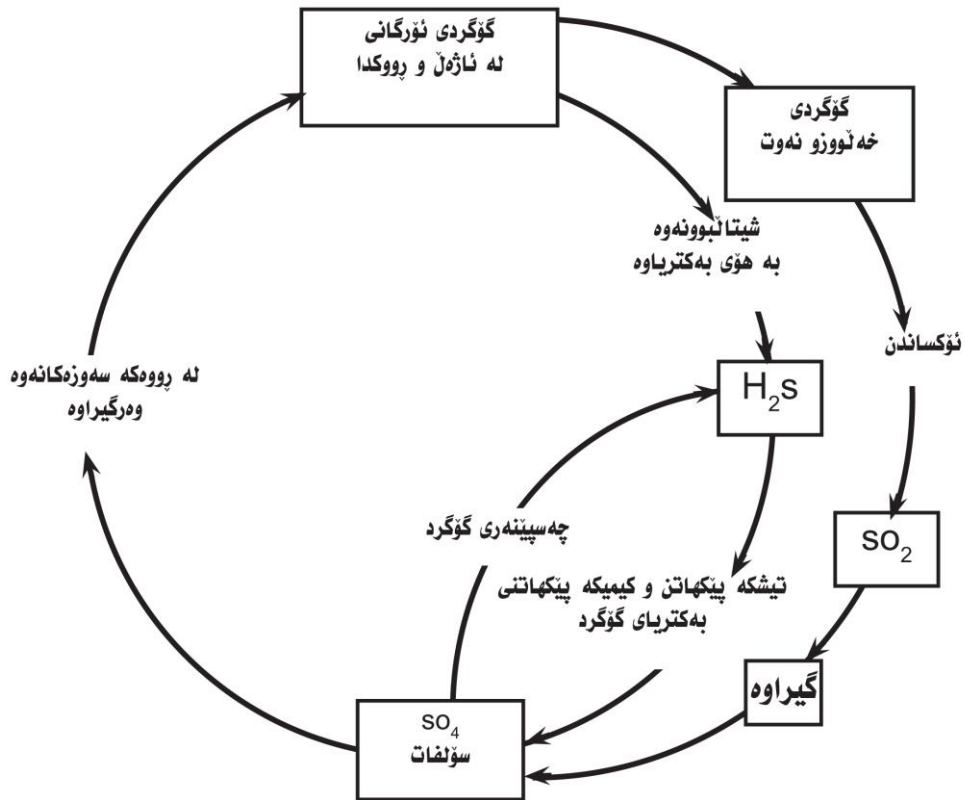 گۆگردی ئۆرگانی
لە ئاژەڵ و ڕووکدا
گۆگردی
خەڵووزو نەوت
شیتاڵبوونەوە
بە هۆی بەکتریاوە
ئۆکساندن
لە ڕووەکە سەوزەکانەوە
وەرگیراوە
H₂s
چەسپێنەری گۆگرد
so₂
تیشکە پێکهاتن و کیمیکە پێکهاتنی
بەکتریای گۆگرد
گیراوە
so₄
سۆلفات